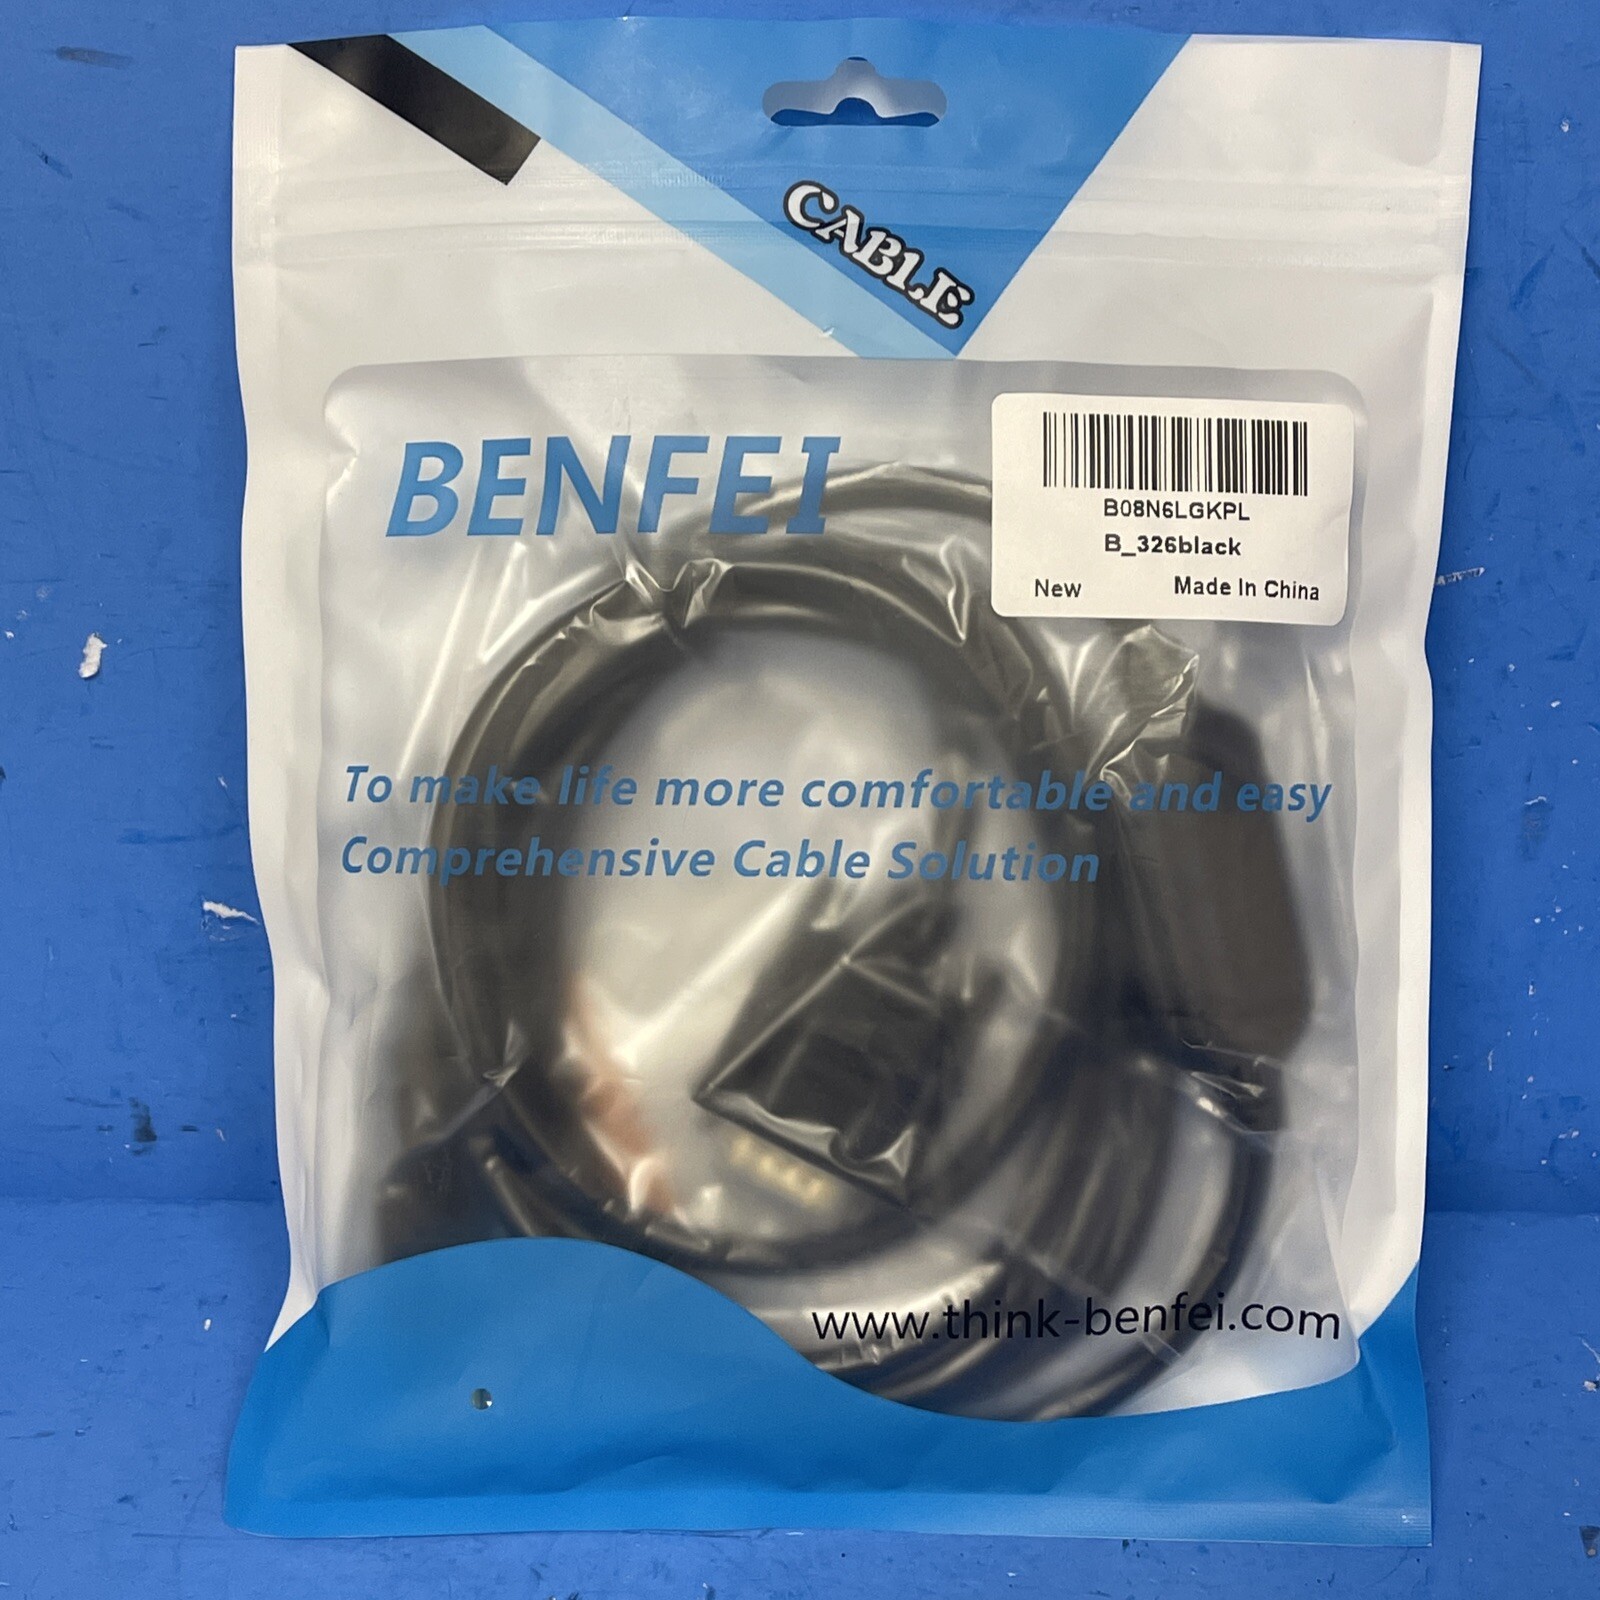 CABLE
BENFEI
B08N6LGKPL
B_326black
New Made In China
To make life more comfortable and easy
Comprehensive Cable Solution
www.think-benfei.com